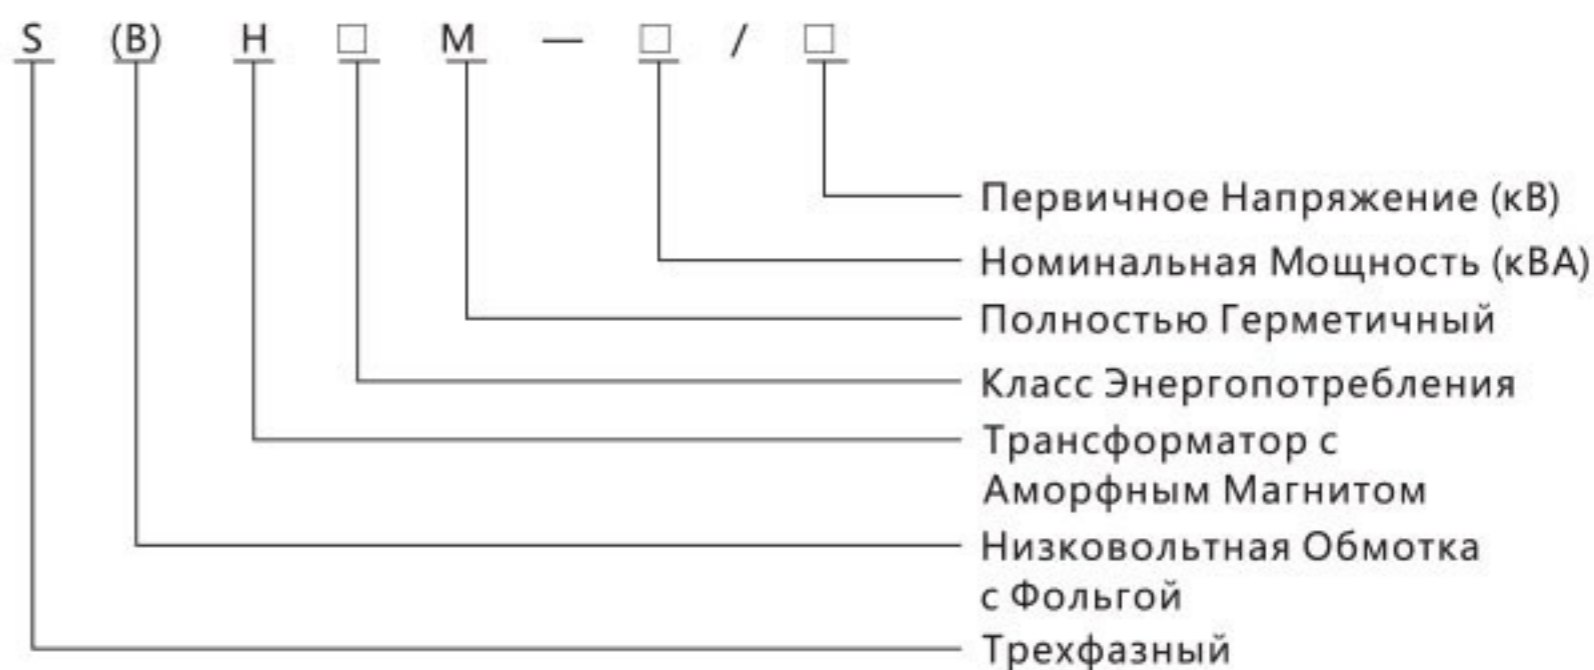 S (B) H □ M — □ / □
Первичное Напряжение (кВ)
Номинальная Мощность (кВА)
Полностью Герметичный
Класс Энергопотребления
Трансформатор с
Аморфным Магнитом
Низковольтная Обмотка
с Фольгой
Трехфазный